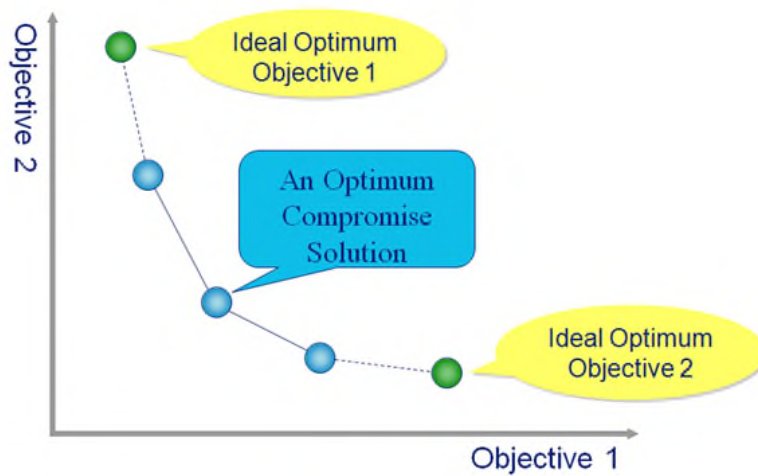 Ideal Optimum
Objective 1
Objective 2
An Optimum
Compromise
Solution
Ideal Optimum
Objective 2
Objective 1